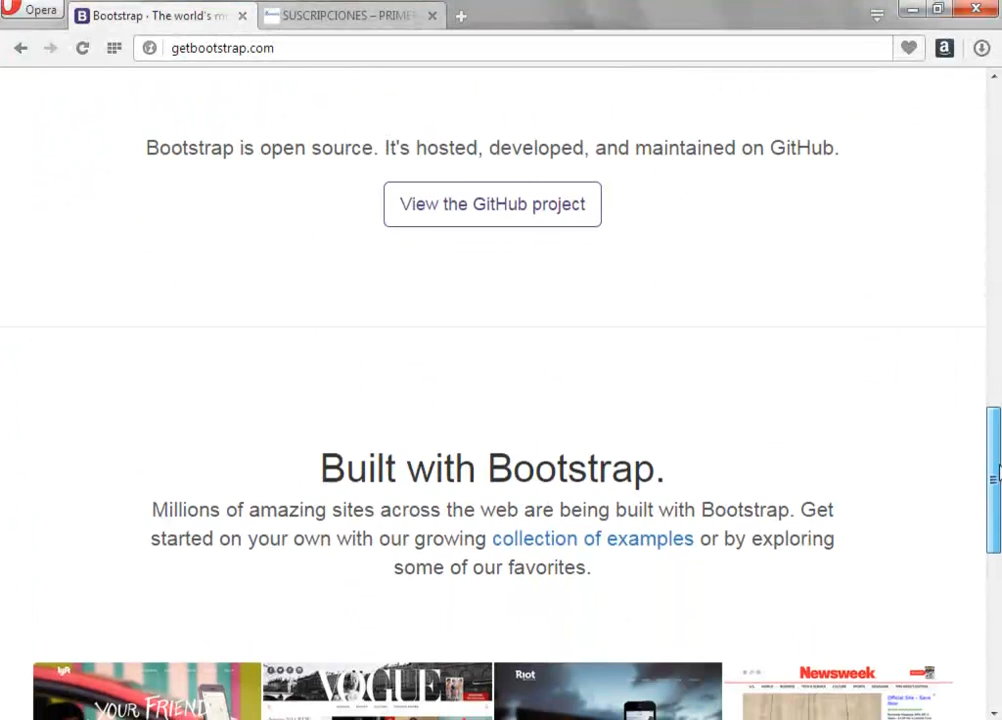 Opera
Bootstrap · The world's m
SUSCRIPCIONES – PRIME
getbootstrap.com
Bootstrap is open source. It's hosted, developed, and maintained on GitHub.
View the GitHub project
Built with Bootstrap.
Millions of amazing sites across the web are being built with Bootstrap. Get
started on your own with our growing collection of examples or by exploring
some of our favorites.
lyft
YOUR FRIEND
VOGUE
Riot
Newsweek